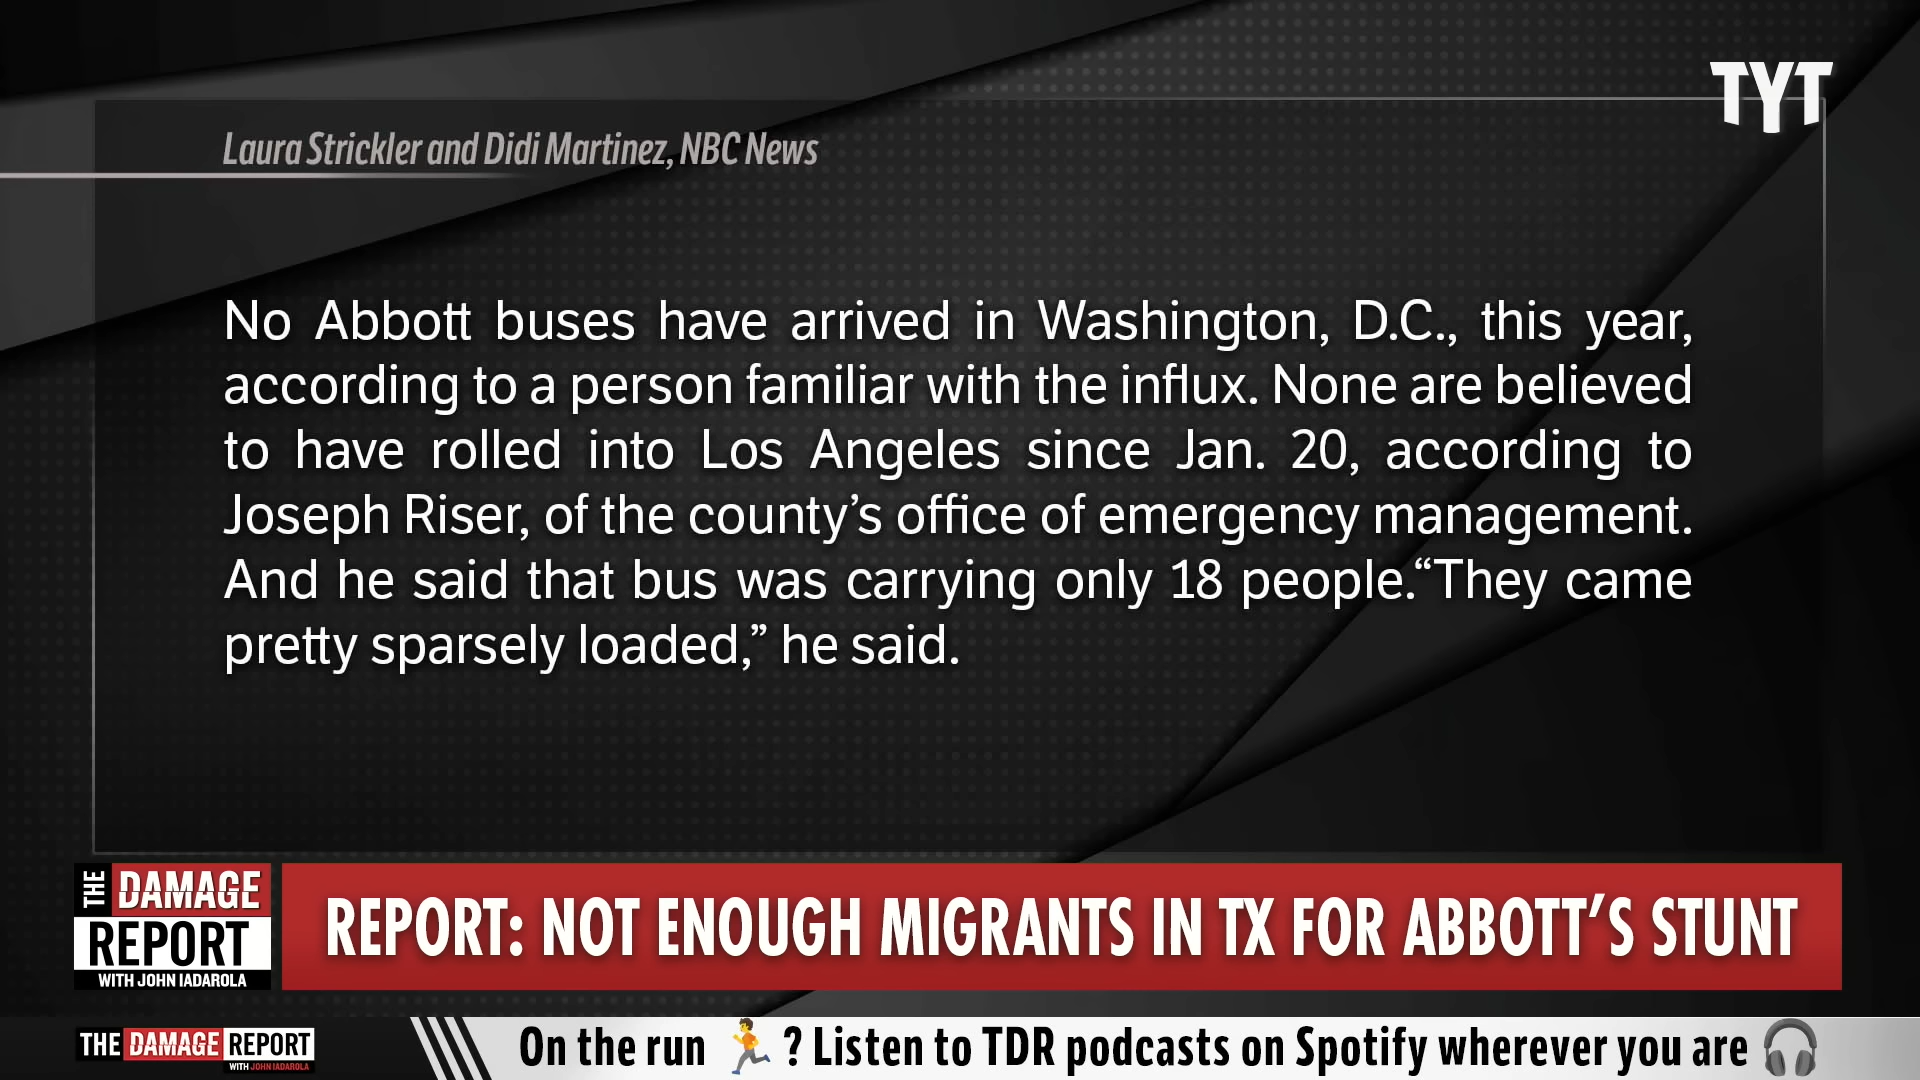 TYT
Laura Strickler and Didi Martinez, NBC News
No Abbott buses have arrived in Washington, D.C., this year,
according to a person familiar with the influx. None are believed
to have rolled into Los Angeles since Jan. 20, according to
Joseph Riser, of the county’s office of emergency management.
And he said that bus was carrying only 18 people.“They came
pretty sparsely loaded,” he said.
THE DAMAGE
REPORT
WITH JOHN IADAROLA
REPORT: NOT ENOUGH MIGRANTS IN TX FOR ABBOTT’S STUNT
THE DAMAGE REPORT
WITH JOHN IADAROLA
On the run 🏃 ? Listen to TDR podcasts on Spotify wherever you are 🎧